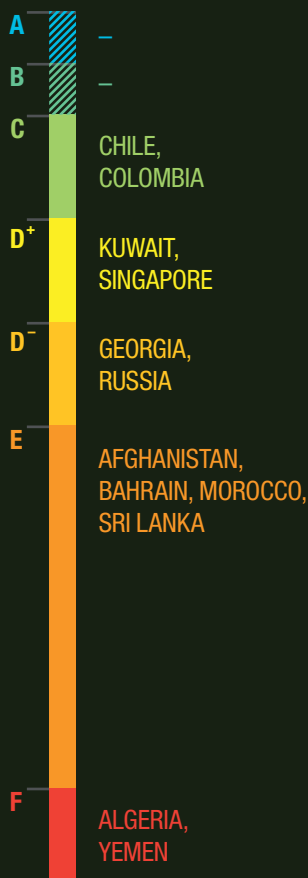 A –
B –
C
CHILE,
COLOMBIA
D+
KUWAIT,
SINGAPORE
D–
GEORGIA,
RUSSIA
E
AFGHANISTAN,
BAHRAIN, MOROCCO,
SRI LANKA
F
ALGERIA,
YEMEN